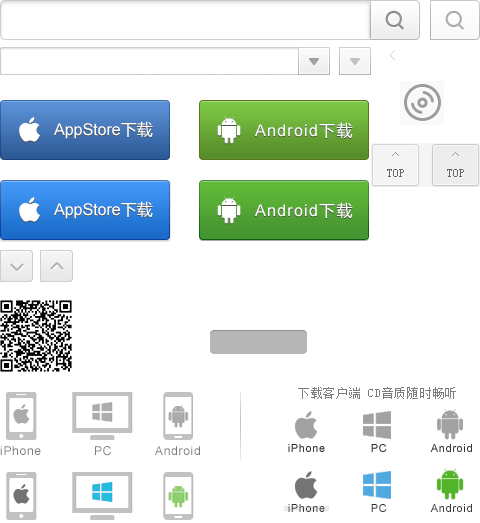 AppStore下载
Android下载
TOP
TOP
AppStore下载
Android下载
下载客户端 CD音质随时畅听
iPhone
PC
Android
iPhone
PC
Android
iPhone
PC
Android